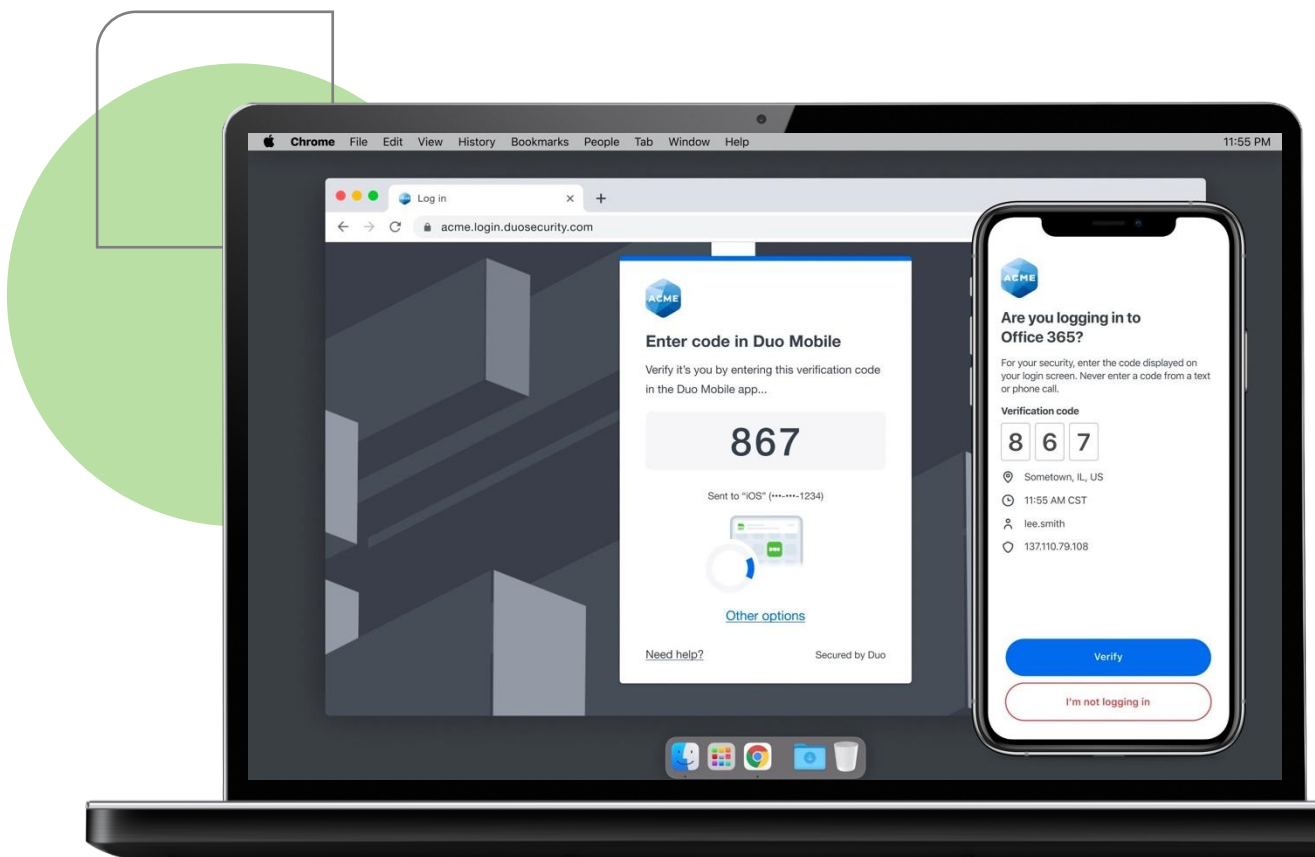 Chrome File Edit View History Bookmarks People Tab Window Help 11:55 PM
Log in
acme.login.duosecurity.com
ACME
Enter code in Duo Mobile
Verify it's you by entering this verification code
in the Duo Mobile app...
867
Sent to “iOS” (•••-•••-1234)
Other options
Need help? Secured by Duo
ACME
Are you logging in to
Office 365?
For your security, enter the code displayed on
your login screen. Never enter a code from a text
or phone call.
Verification code
8 6 7
Sometown, IL, US
11:55 AM CST
lee.smith
137.110.79.108
Verify
I'm not logging in